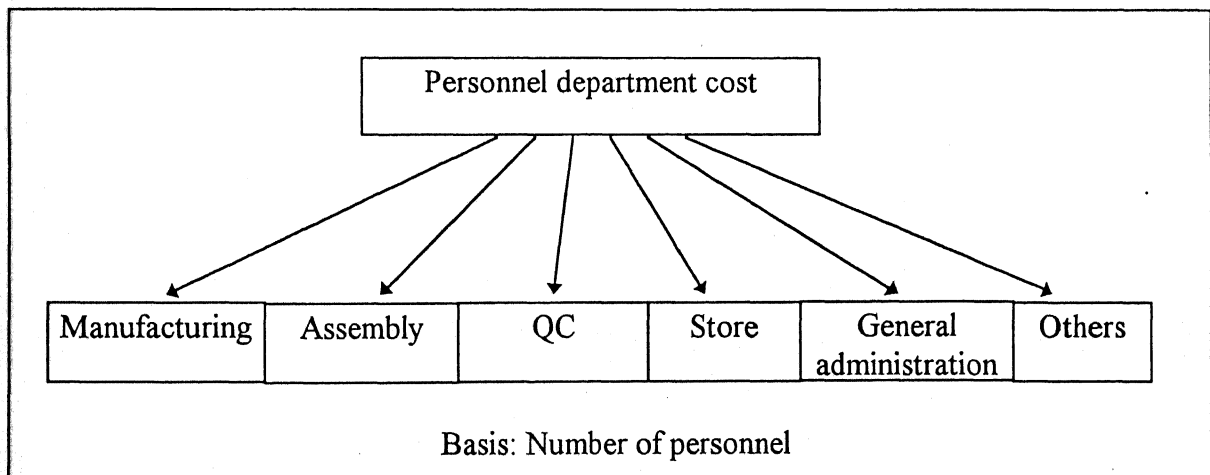 Personnel department cost
Manufacturing
Assembly
QC
Store
General
administration
Others
Basis: Number of personnel